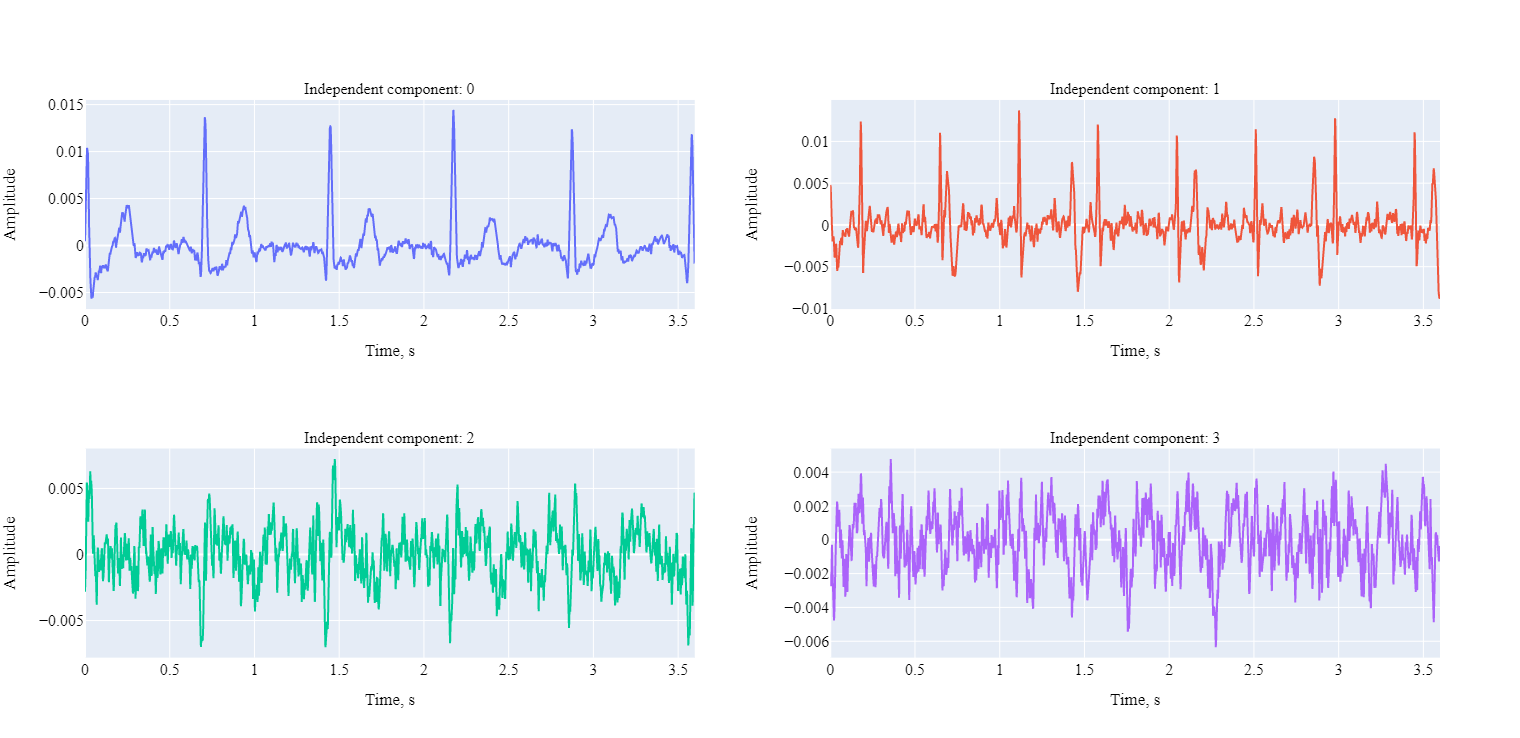 Independent component: 0
Amplitude
0.015
0.01
0.005
0
−0.005
0 0.5 1 1.5 2 2.5 3 3.5
Time, s
Independent component: 1
Amplitude
0.01
0.005
0
−0.005
−0.01
0 0.5 1 1.5 2 2.5 3 3.5
Time, s
Independent component: 2
Amplitude
0.005
0
−0.005
0 0.5 1 1.5 2 2.5 3 3.5
Time, s
Independent component: 3
Amplitude
0.004
0.002
0
−0.002
−0.004
−0.006
0 0.5 1 1.5 2 2.5 3 3.5
Time, s